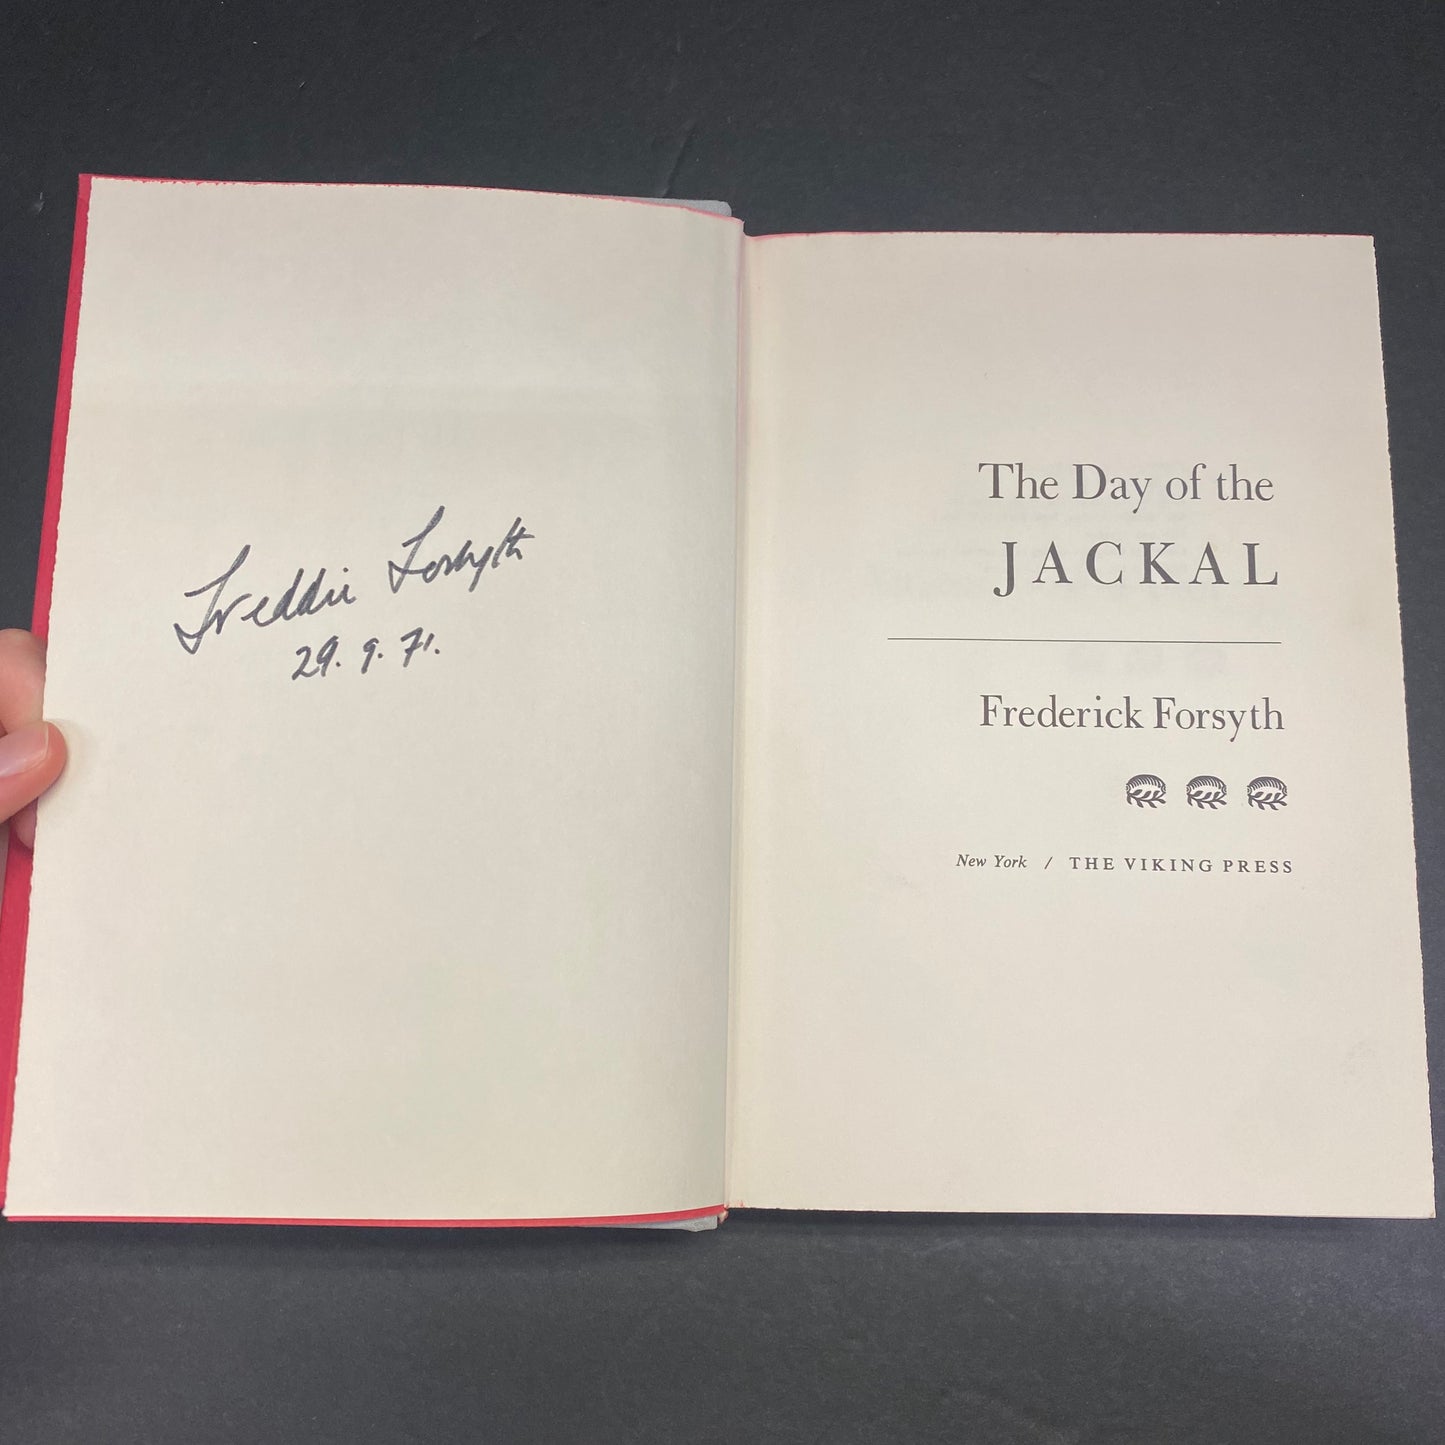 Freddie Forsyth
29. 9. 71.
The Day of the
JACKAL
Frederick Forsyth
New York / THE VIKING PRESS